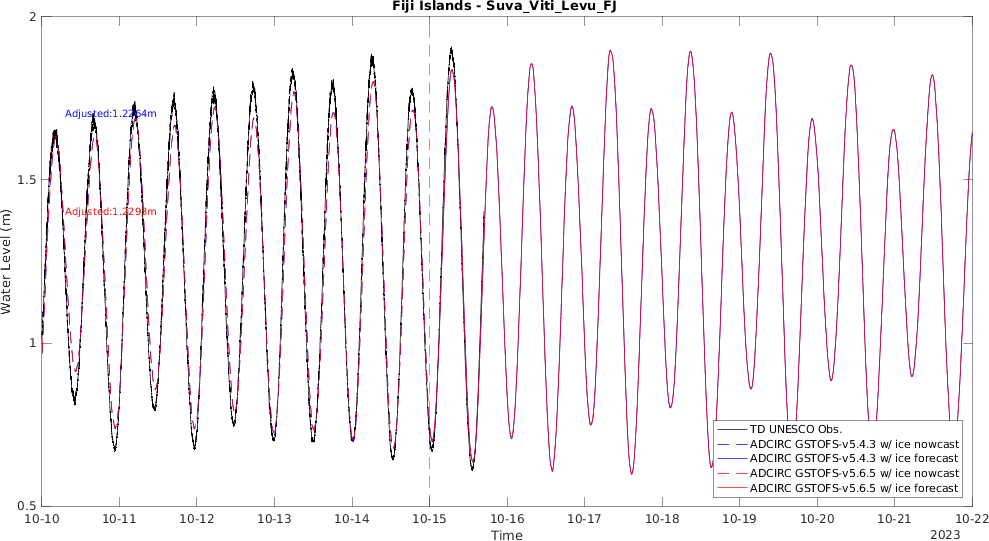 Fiji Islands - Suva_Viti_Levu_FJ
2
1.5
1
0.5
Water Level (m)
Adjusted:1.2264m
Adjusted:1.2293m
TD UNESCO Obs.
ADCIRC GSTOFS-v5.4.3 w/ ice nowcast
ADCIRC GSTOFS-v5.4.3 w/ ice forecast
ADCIRC GSTOFS-v5.6.5 w/ ice nowcast
ADCIRC GSTOFS-v5.6.5 w/ ice forecast
10-10 10-11 10-12 10-13 10-14 10-15 10-16 10-17 10-18 10-19 10-20 10-21 10-22
Time
2023